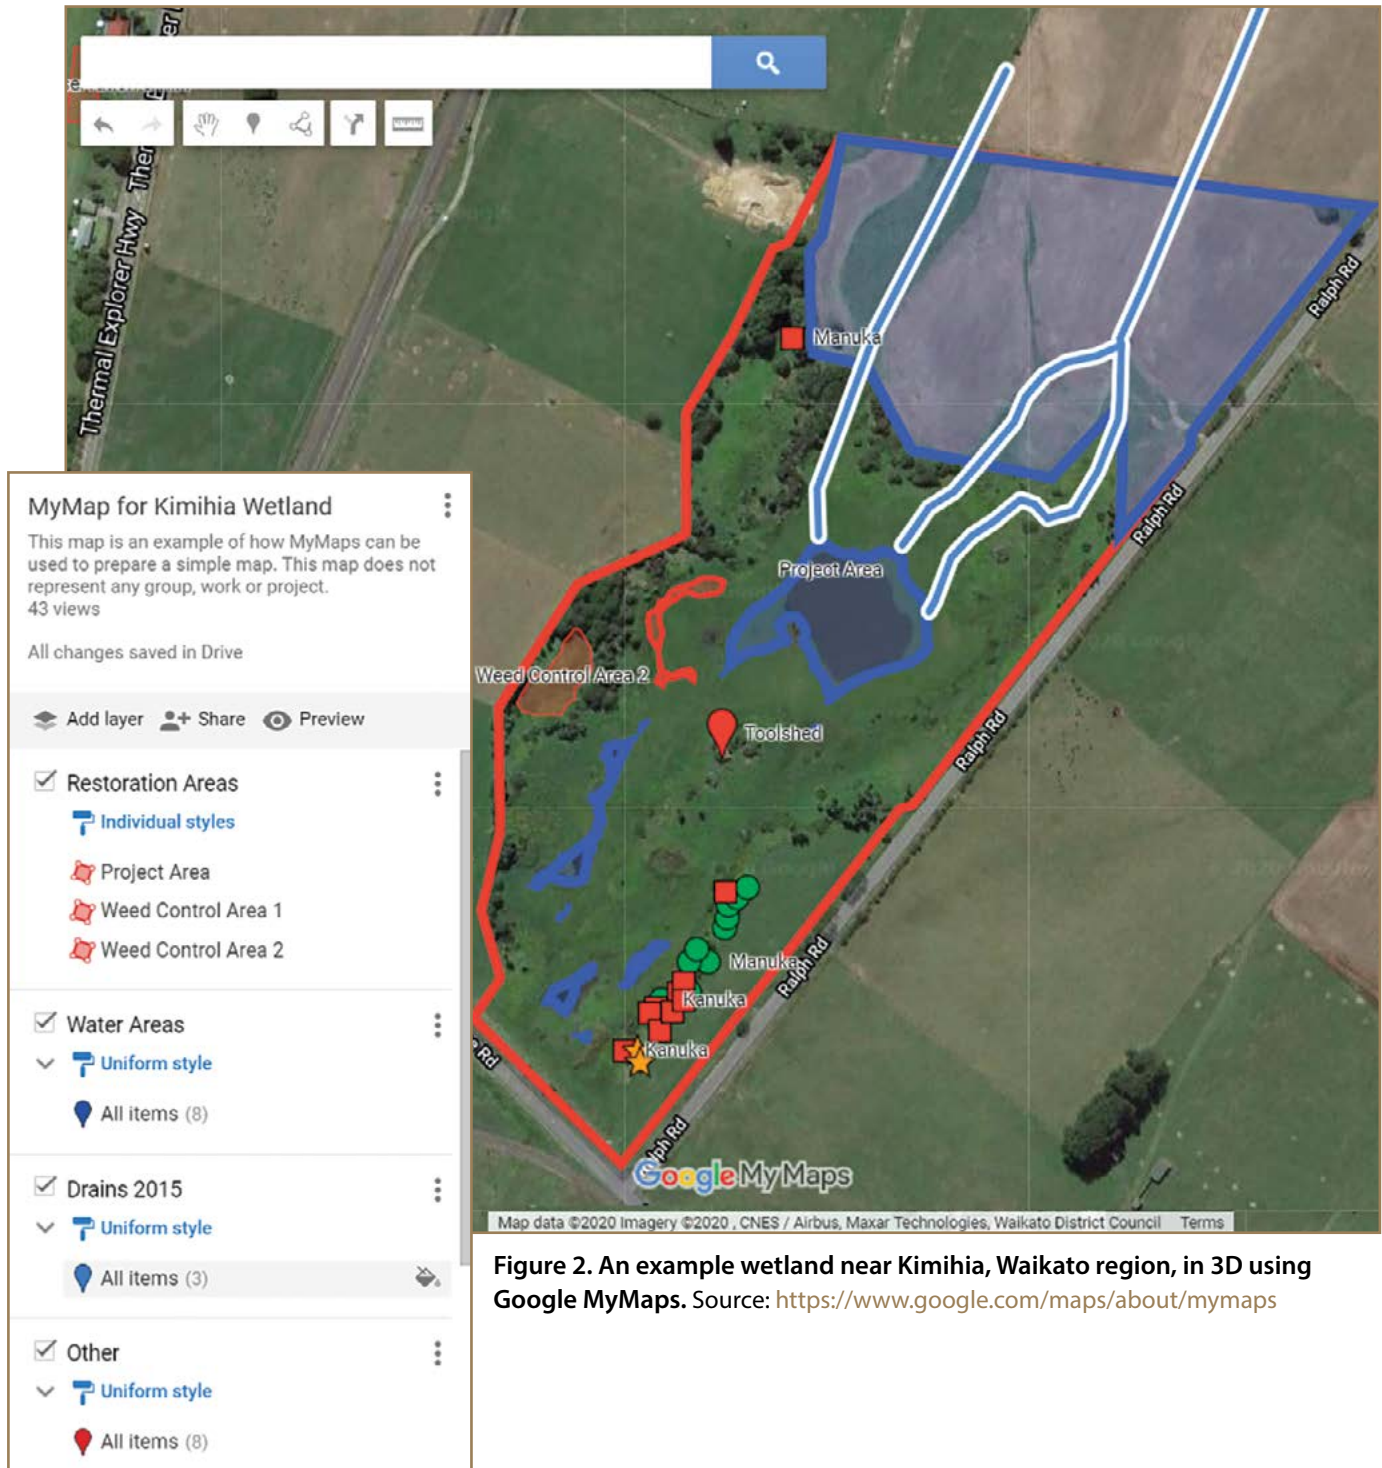 Thermal Explorer Hwy
Ther
er
Manuka
Ralph Rd
Ralph Rd
Project Area
Weed Control Area 2
Toolshed
Ralph Rd
Manuka
Ralph Rd
Kanuka
Kanuka
Rd
lph Rd
Google My Maps
Map data ©2020 Imagery ©2020 , CNES / Airbus, Maxar Technologies, Waikato District Council Terms
MyMap for Kimihia Wetland
This map is an example of how MyMaps can be
used to prepare a simple map. This map does not
represent any group, work or project.
43 views
All changes saved in Drive
Add layer Share Preview
Restoration Areas
Individual styles
Project Area
Weed Control Area 1
Weed Control Area 2
Water Areas
Uniform style
All items (8)
Drains 2015
Uniform style
All items (3)
Other
Uniform style
All items (8)
Figure 2. An example wetland near Kimihia, Waikato region, in 3D using
Google MyMaps. Source: https://www.google.com/maps/about/mymaps